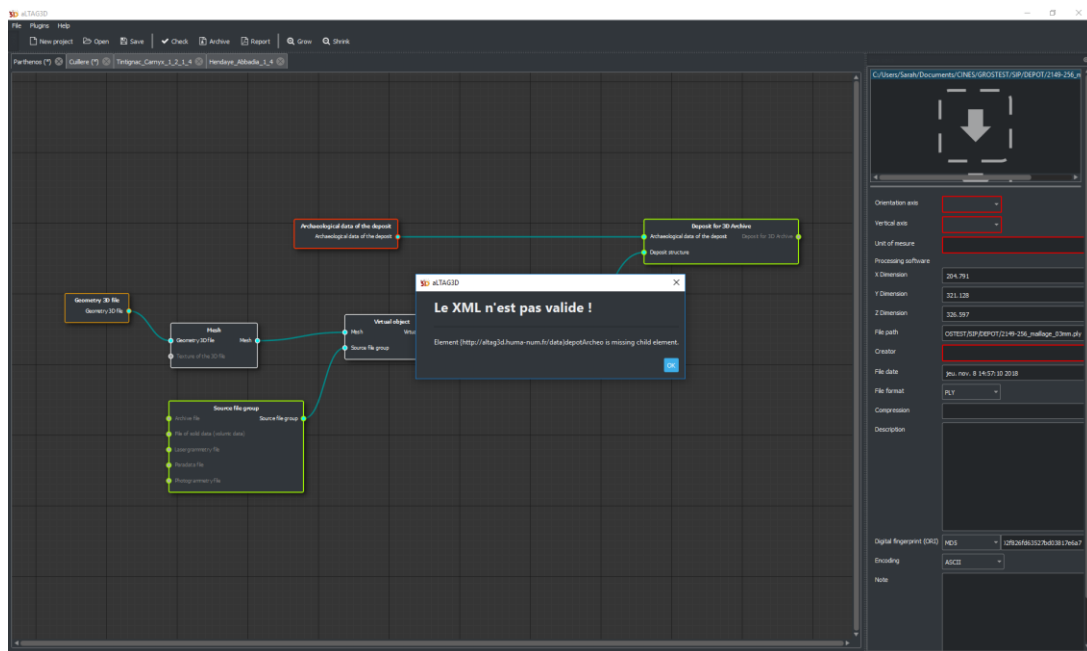 aLTAG3D
File Plugins Help
New project Open Save Check Archive Report Grow Shrink
Parthenos (*) Cuillere (*) Tintignac_Carnyx_1_2_1_4 Hendaye_Abbadia_1_4
C:/Users/Sarah/Documents/CINES/GROSTEST/SIP/DEPOT/2149-256_m
Orientation axis
Vertical axis
Unit of mesure
Processing software
X Dimension 204.791
Y Dimension 321.128
Z Dimension 326.597
File path OSTEST/SIP/DEPOT/2149-256_maillage_03mm.ply
Creator
File date jeu. nov. 8 14:57:10 2018
File format PLY
Compression
Description
Digital fingerprint (DRI) MD5
Encoding ASCII
Note
Archaeological data of the deposit
Archaeological data of the deposit
Deposit for 3D Archive
Archaeological data of the deposit Deposit for 3D Archive
Deposit structure
aLTAG3D
Le XML n'est pas valide !
Element {http://altag3d.huma-num.fr/data}depotArcheo is missing child element.
OK
Geometry 3D file
Geometry 3D file
Mesh
Geometry 3D file Mesh
Texture of the 3D file
Virtual object
Mesh Virtu
Source file group
Source file group
Archive file Source file group
File of voxil data (volume data)
Lasergrammetry file
Paradata file
Photogrammetry file